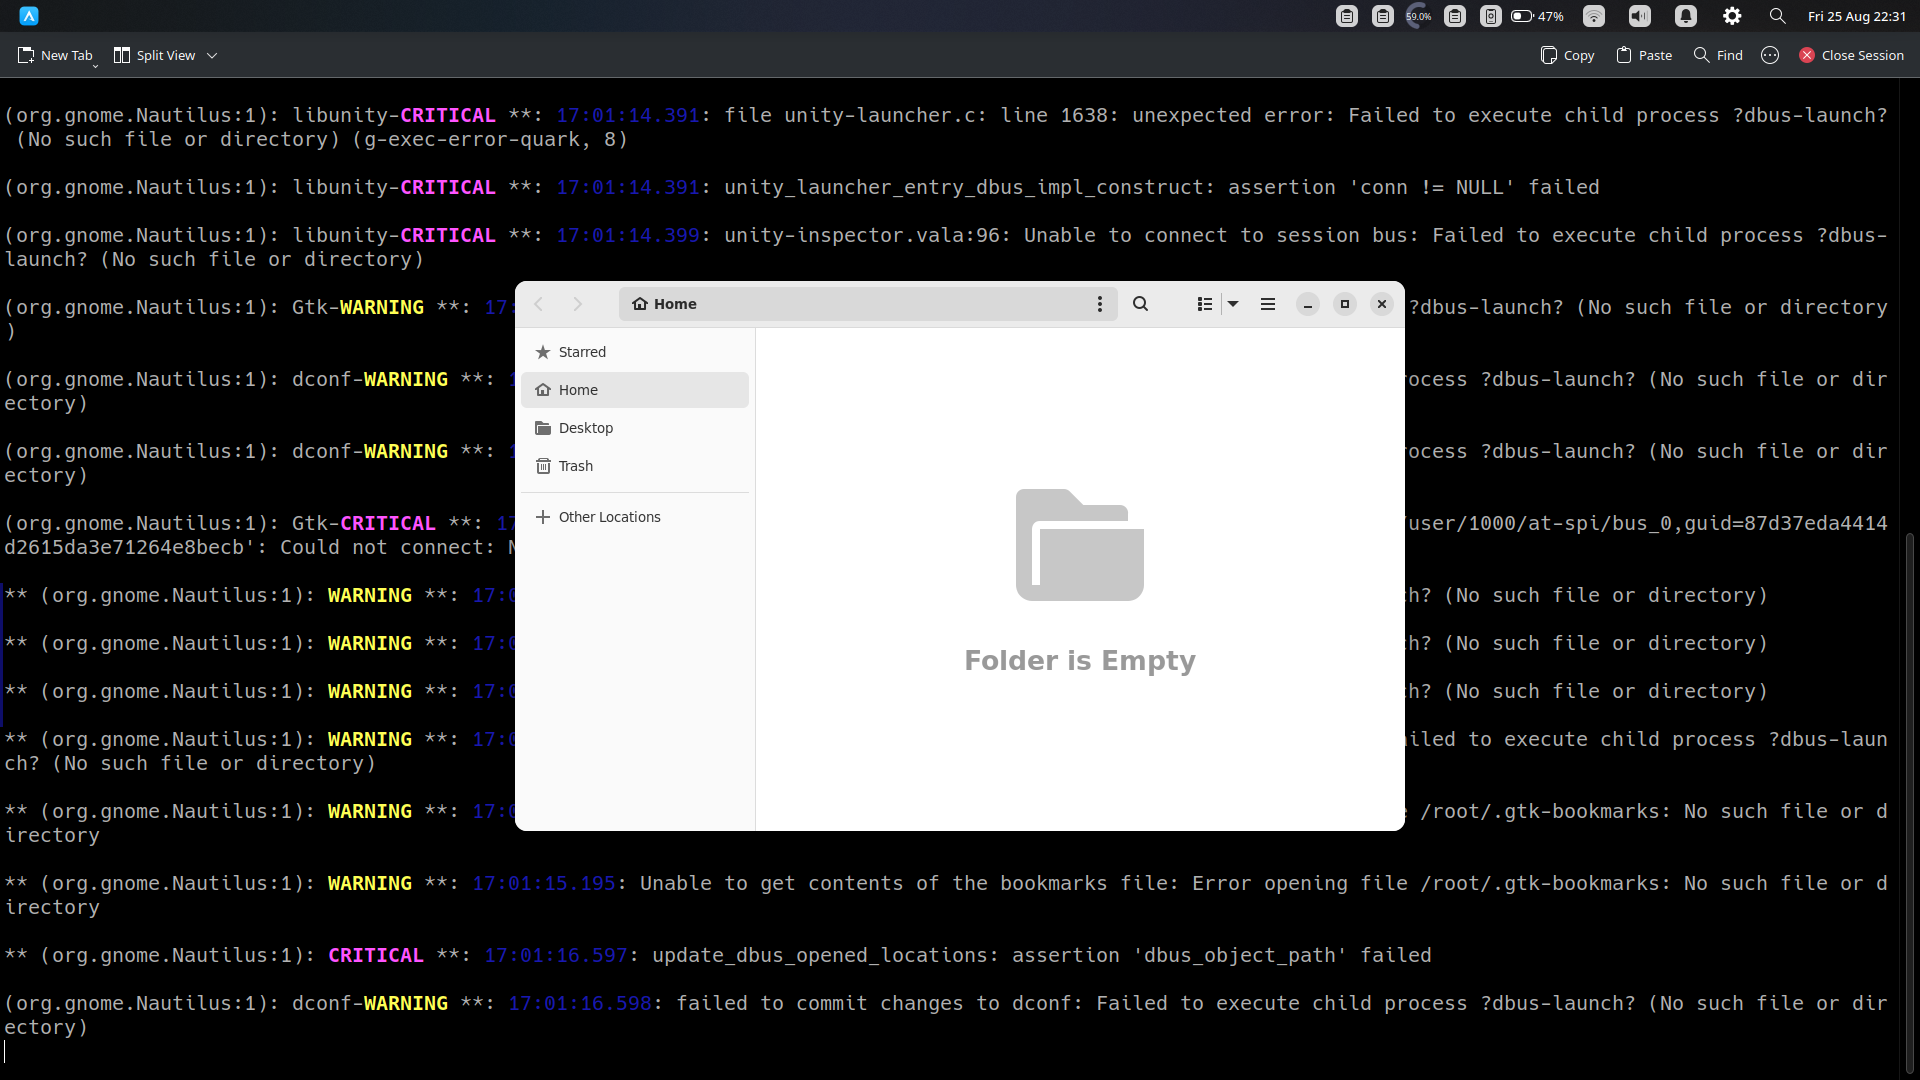 59.0%
47%
Fri 25 Aug 22:31
New Tab
Split View
Copy
Paste
Find
Close Session
(org.gnome.Nautilus:1): libunity-CRITICAL **: 17:01:14.391: file unity-launcher.c: line 1638: unexpected error: Failed to execute child process ?dbus-launch?
(No such file or directory) (g-exec-error-quark, 8)
(org.gnome.Nautilus:1): libunity-CRITICAL **: 17:01:14.391: unity_launcher_entry_dbus_impl_construct: assertion 'conn != NULL' failed
(org.gnome.Nautilus:1): libunity-CRITICAL **: 17:01:14.399: unity-inspector.vala:96: Unable to connect to session bus: Failed to execute child process ?dbus-
launch? (No such file or directory)
(org.gnome.Nautilus:1): Gtk-WARNING **: 17: ?dbus-launch? (No such file or directory
)
(org.gnome.Nautilus:1): dconf-WARNING **: ocess ?dbus-launch? (No such file or dir
ectory)
(org.gnome.Nautilus:1): dconf-WARNING **: ocess ?dbus-launch? (No such file or dir
ectory)
(org.gnome.Nautilus:1): Gtk-CRITICAL **: 17 user/1000/at-spi/bus_0,guid=87d37eda4414
d2615da3e71264e8becb': Could not connect:
** (org.gnome.Nautilus:1): WARNING **: 17:0 h? (No such file or directory)
** (org.gnome.Nautilus:1): WARNING **: 17:0 h? (No such file or directory)
** (org.gnome.Nautilus:1): WARNING **: 17:0 h? (No such file or directory)
** (org.gnome.Nautilus:1): WARNING **: 17:0 iled to execute child process ?dbus-laun
ch? (No such file or directory)
** (org.gnome.Nautilus:1): WARNING **: 17:0 /root/.gtk-bookmarks: No such file or d
irectory
** (org.gnome.Nautilus:1): WARNING **: 17:01:15.195: Unable to get contents of the bookmarks file: Error opening file /root/.gtk-bookmarks: No such file or d
irectory
** (org.gnome.Nautilus:1): CRITICAL **: 17:01:16.597: update_dbus_opened_locations: assertion 'dbus_object_path' failed
(org.gnome.Nautilus:1): dconf-WARNING **: 17:01:16.598: failed to commit changes to dconf: Failed to execute child process ?dbus-launch? (No such file or dir
ectory)
Home
Starred
Home
Desktop
Trash
Other Locations
Folder is Empty